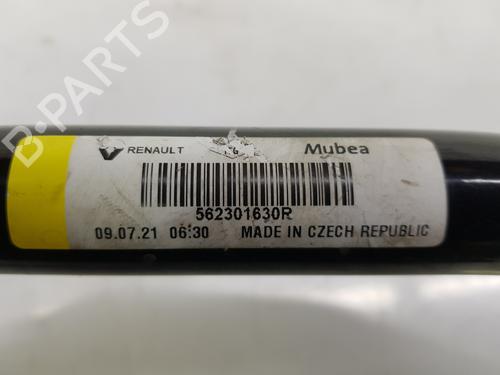 RENAULT Mubea
562301630R
09.07.21 06:30 MADE IN CZECH REPUBLIC
B-PARTS